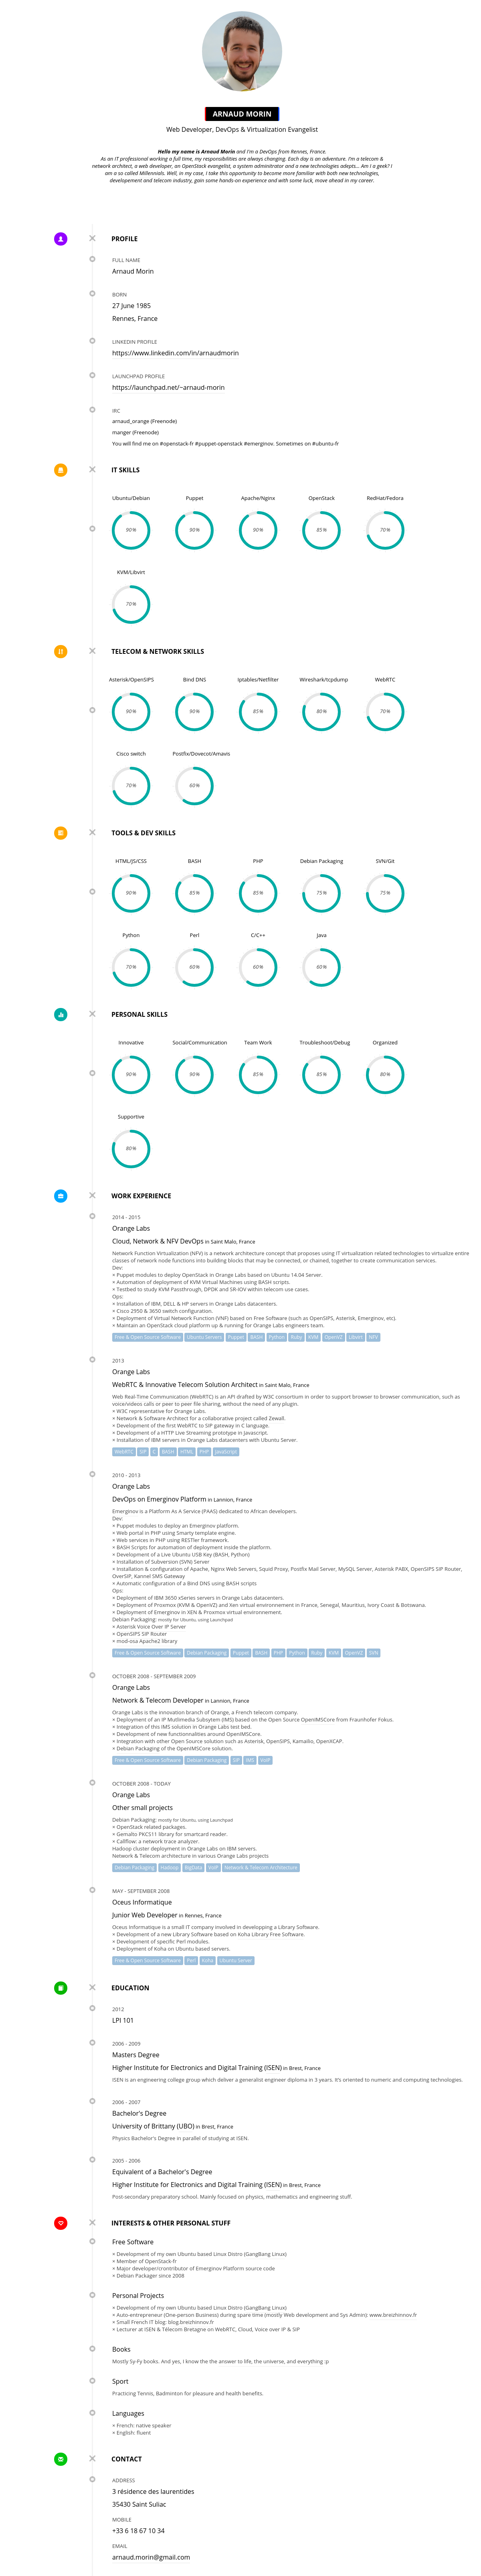 ARNAUD MORIN
Web Developer, DevOps & Virtualization Evangelist
Hello my name is Arnaud Morin and I'm a DevOps from Rennes, France.
As an IT professional working a full time, my responsibilities are always changing. Each day is an adventure. I'm a telecom &
network architect, a web developer, an OpenStack evangelist, a system administrator and a new technologies adepts... Am I a geek? I
am a so called Millennials. Well, in my case, I take this opportunity to become more familiar with both new technologies,
developement and telecom industry, gain some hands-on experience and with some luck, move ahead in my career.
PROFILE
FULL NAME
Arnaud Morin
BORN
27 June 1985
Rennes, France
LINKEDIN PROFILE
https://www.linkedin.com/in/arnaudmorin
LAUNCHPAD PROFILE
https://launchpad.net/~arnaud-morin
IRC
arnaud_orange (Freenode)
manger (Freenode)
You will find me on #openstack-fr #puppet-openstack #emerginov. Sometimes on #ubuntu-fr
IT SKILLS
Ubuntu/Debian Puppet Apache/Nginx OpenStack RedHat/Fedora
90% 90% 90% 85% 70%
KVM/Libvirt
70%
TELECOM & NETWORK SKILLS
Asterisk/OpenSIPS Bind DNS Iptables/Netfilter Wireshark/tcpdump WebRTC
90% 90% 85% 80% 70%
Cisco switch Postfix/Dovecot/Amavis
70% 60%
TOOLS & DEV SKILLS
HTML/JS/CSS BASH PHP Debian Packaging SVN/Git
90% 85% 85% 75% 75%
Python Perl C/C++ Java
70% 60% 60% 60%
PERSONAL SKILLS
Innovative Social/Communication Team Work Troubleshoot/Debug Organized
90% 90% 85% 85% 80%
Supportive
80%
WORK EXPERIENCE
2014 - 2015
Orange Labs
Cloud, Network & NFV DevOps in Saint Malo, France
Network Function Virtualization (NFV) is a network architecture concept that proposes using IT virtualization related technologies to virtualize entire
classes of network node functions into building blocks that may be connected, or chained, together to create communication services.
Dev:
× Puppet modules to deploy OpenStack in Orange Labs based on Ubuntu 14.04 Server.
× Automation of deployment of KVM Virtual Machines using BASH scripts.
× Testbed to study KVM Passthrough, DPDK and SR-IOV within telecom use cases.
Ops:
× Installation of IBM, DELL & HP servers in Orange Labs datacenters.
× Cisco 2950 & 3650 switch configuration.
× Deployment of Virtual Network Function (VNF) based on Free Software (such as OpenSIPS, Asterisk, Emerginov, etc).
× Maintain an OpenStack cloud platform up & running for Orange Labs engineers team.
Free & Open Source Software Ubuntu Servers Puppet BASH Python Ruby KVM OpenVZ Libvirt NFV
2013
Orange Labs
WebRTC & Innovative Telecom Solution Architect in Saint Malo, France
Web Real-Time Communication (WebRTC) is an API drafted by W3C consortium in order to support browser to browser communication, such as
voice/videos calls or peer to peer file sharing, without the need of any plugin.
× W3C representative for Orange Labs.
× Network & Software Architect for a collaborative project called Zewall.
× Development of the first WebRTC to SIP gateway in C language.
× Development of a HTTP Live Streaming prototype in Javascript.
× Installation of IBM servers in Orange Labs datacenters with Ubuntu Server.
WebRTC SIP C BASH HTML PHP JavaScript
2010 - 2013
Orange Labs
DevOps on Emerginov Platform in Lannion, France
Emerginov is a Platform As A Service (PAAS) dedicated to African developers.
Dev:
× Puppet modules to deploy an Emerginov platform.
× Web portal in PHP using Smarty template engine.
× Web services in PHP using RESTler framework.
× BASH Scripts for automation of deployment inside the platform.
× Development of a Live Ubuntu USB Key (BASH, Python)
× Installation of Subversion (SVN) Server
× Installation & configuration of Apache, Nginx Web Servers, Squid Proxy, Postfix Mail Server, MySQL Server, Asterisk PABX, OpenSIPS SIP Router,
OverSIP, Kannel SMS Gateway
× Automatic configuration of a Bind DNS using BASH scripts
Ops:
× Deployment of IBM 3650 xSeries servers in Orange Labs datacenters.
× Deployment of Proxmox (KVM & OpenVZ) and Xen virtual environnement in France, Senegal, Mauritius, Ivory Coast & Botswana.
× Deployment of Emerginov in XEN & Proxmox virtual environnement.
Debian Packaging: mostly for Ubuntu, using Launchpad
× Asterisk Voice Over IP Server
× OpenSIPS SIP Router
× mod-osa Apache2 library
Free & Open Source Software Debian Packaging Puppet BASH PHP Python Ruby KVM OpenVZ SVN
OCTOBER 2008 - SEPTEMBER 2009
Orange Labs
Network & Telecom Developer in Lannion, France
Orange Labs is the innovation branch of Orange, a French telecom company.
× Deployment of an IP Mutlimedia Subsytem (IMS) based on the Open Source OpenIMSCore from Fraunhofer Fokus.
× Integration of this IMS solution in Orange Labs test bed.
× Development of new functionnalities around OpenIMSCore.
× Integration with other Open Source solution such as Asterisk, OpenSIPS, Kamailio, OpenXCAP.
× Debian Packaging of the OpenIMSCore solution.
Free & Open Source Software Debian Packaging SIP IMS VoIP
OCTOBER 2008 - TODAY
Orange Labs
Other small projects
Debian Packaging: mostly for Ubuntu, using Launchpad
× OpenStack related packages.
× Gemalto PKCS11 library for smartcard reader.
× Callflow: a network trace analyzer.
Hadoop cluster deployment in Orange Labs on IBM servers.
Network & Telecom architecture in various Orange Labs projects
Debian Packaging Hadoop BigData VoIP Network & Telecom Architecture
MAY - SEPTEMBER 2008
Oceus Informatique
Junior Web Developer in Rennes, France
Oceus Informatique is a small IT company involved in developping a Library Software.
× Development of a new Library Software based on Koha Library Free Software.
× Development of specific Perl modules.
× Deployment of Koha on Ubuntu based servers.
Free & Open Source Software Perl Koha Ubuntu Server
EDUCATION
2012
LPI 101
2006 - 2009
Masters Degree
Higher Institute for Electronics and Digital Training (ISEN) in Brest, France
ISEN is an engineering college group which deliver a generalist engineer diploma in 3 years. It's oriented to numeric and computing technologies.
2006 - 2007
Bachelor's Degree
University of Brittany (UBO) in Brest, France
Physics Bachelor's Degree in parallel of studying at ISEN.
2005 - 2006
Equivalent of a Bachelor's Degree
Higher Institute for Electronics and Digital Training (ISEN) in Brest, France
Post-secondary preparatory school. Mainly focused on physics, mathematics and engineering stuff.
INTERESTS & OTHER PERSONAL STUFF
Free Software
× Development of my own Ubuntu based Linux Distro (GangBang Linux)
× Member of OpenStack-fr
× Major developer/crontributor of Emerginov Platform source code
× Debian Packager since 2008
Personal Projects
× Development of my own Ubuntu based Linux Distro (GangBang Linux)
× Auto-entrepreneur (One-person Business) during spare time (mostly Web development and Sys Admin): www.breizhinnov.fr
× Small French IT blog: blog.breizhinnov.fr
× Lecturer at ISEN & Télecom Bretagne on WebRTC, Cloud, Voice over IP & SIP
Books
Mostly Sy-Fy books. And yes, I know the the answer to life, the universe, and everything :p
Sport
Practicing Tennis, Badminton for pleasure and health benefits.
Languages
× French: native speaker
× English: fluent
CONTACT
ADDRESS
3 résidence des laurentides
35430 Saint Suliac
MOBILE
+33 6 18 67 10 34
EMAIL
arnaud.morin@gmail.com